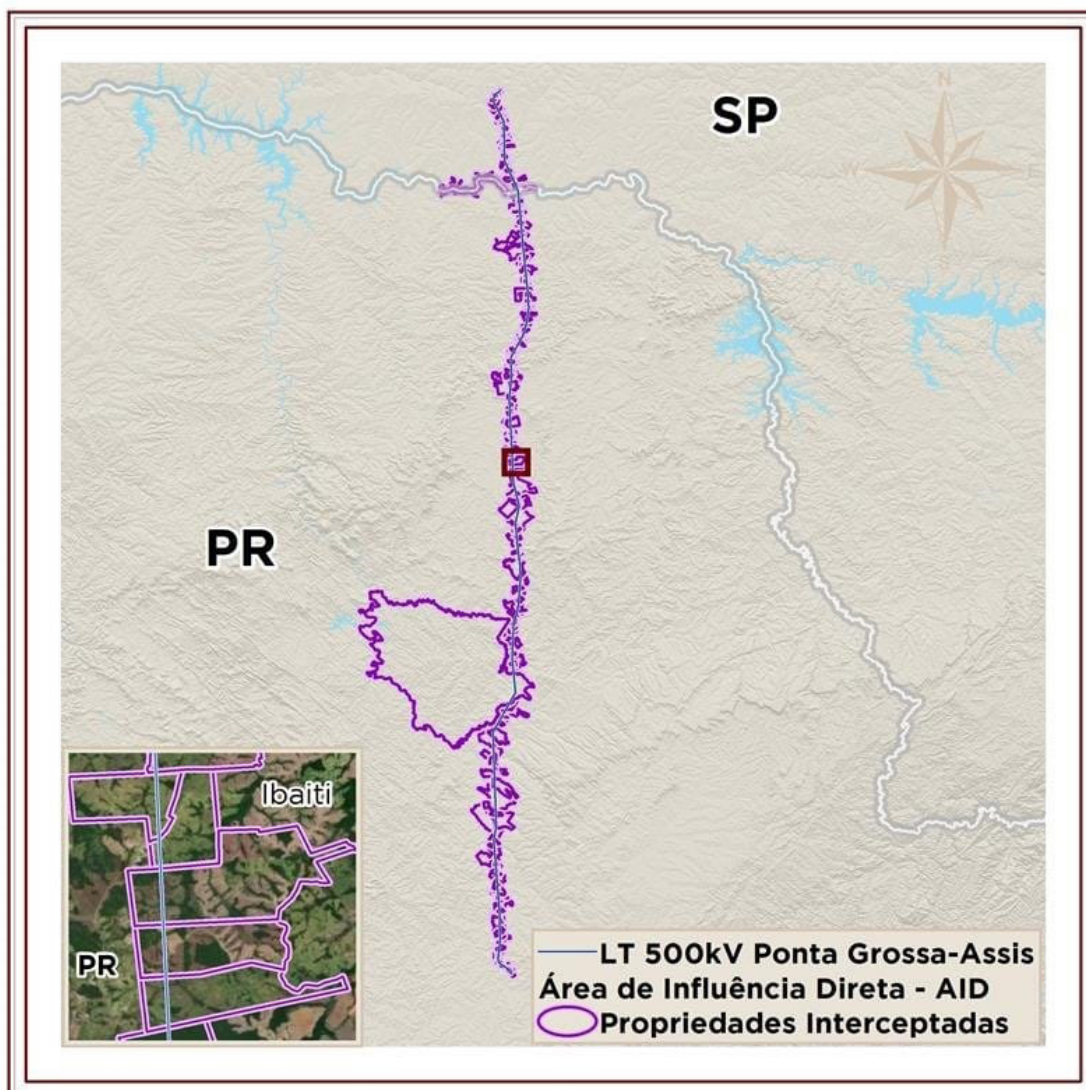 SP
N
W
E
S
PR
Ibaiti
PR
LT 500kV Ponta Grossa-Assis
Área de Influência Direta - AID
Propriedades Interceptadas